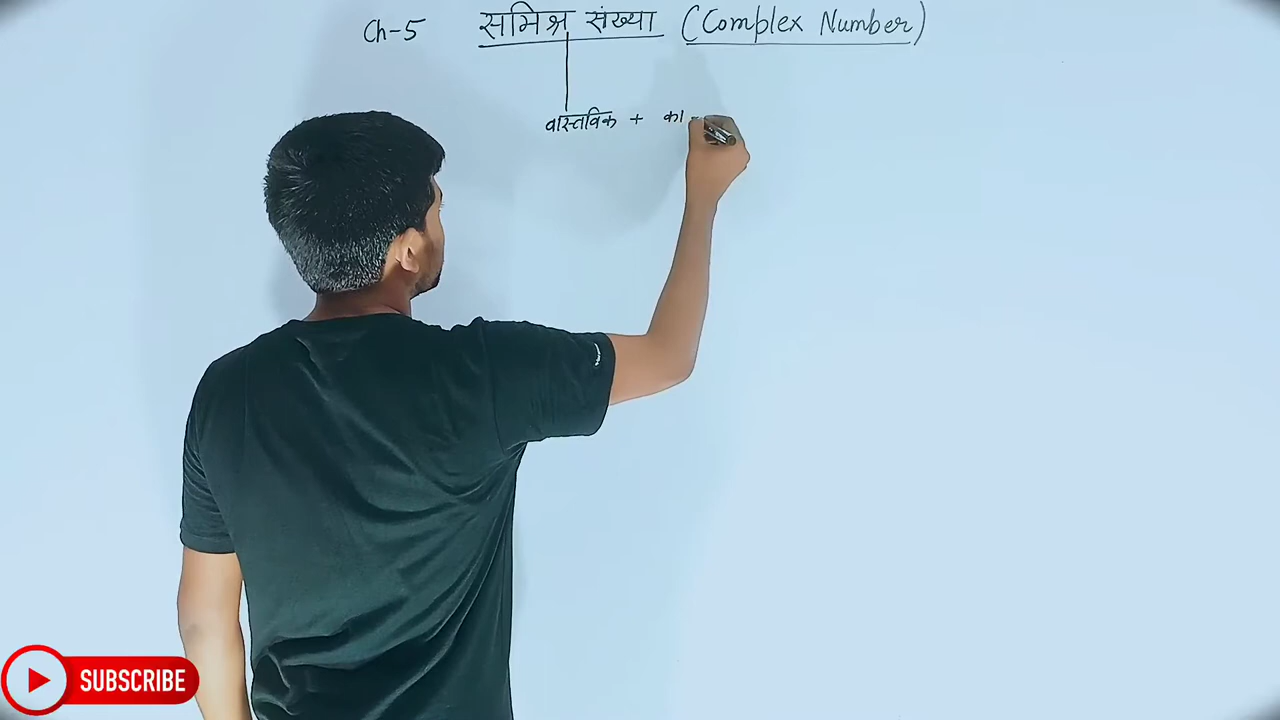 Ch-5 समिश्र संख्या (Complex Number)
वास्तविक + का
SUBSCRIBE